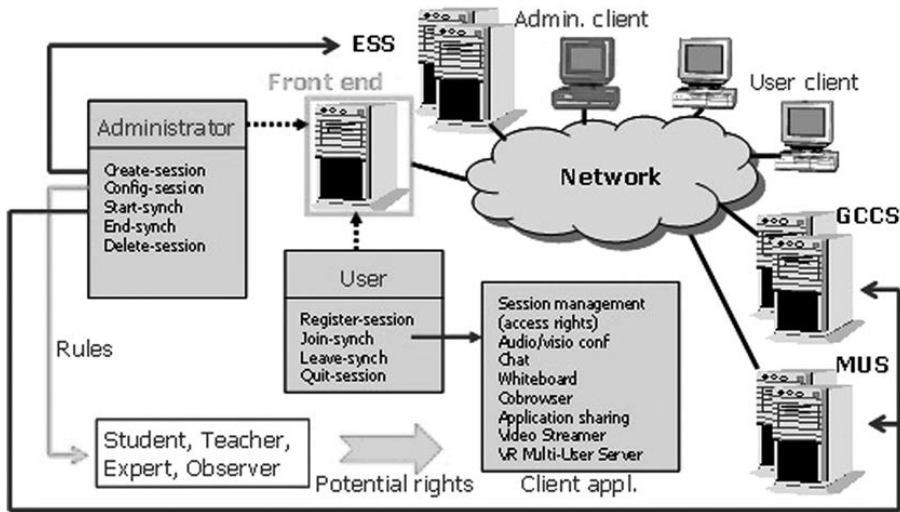 Admin. client
ESS
Front end
User client
Administrator
Create-session
Config-session
Start-synch
End-synch
Delete-session
Network
GCCS
User
Register-session
Join-synch
Leave-synch
Quit-session
Session management
(access rights)
Audio/visio conf
Chat
Whiteboard
Cobrowser
Application sharing
Video Streamer
VR Multi-User Server
Rules
MUS
Student, Teacher,
Expert, Observer
Potential rights
Client appl.